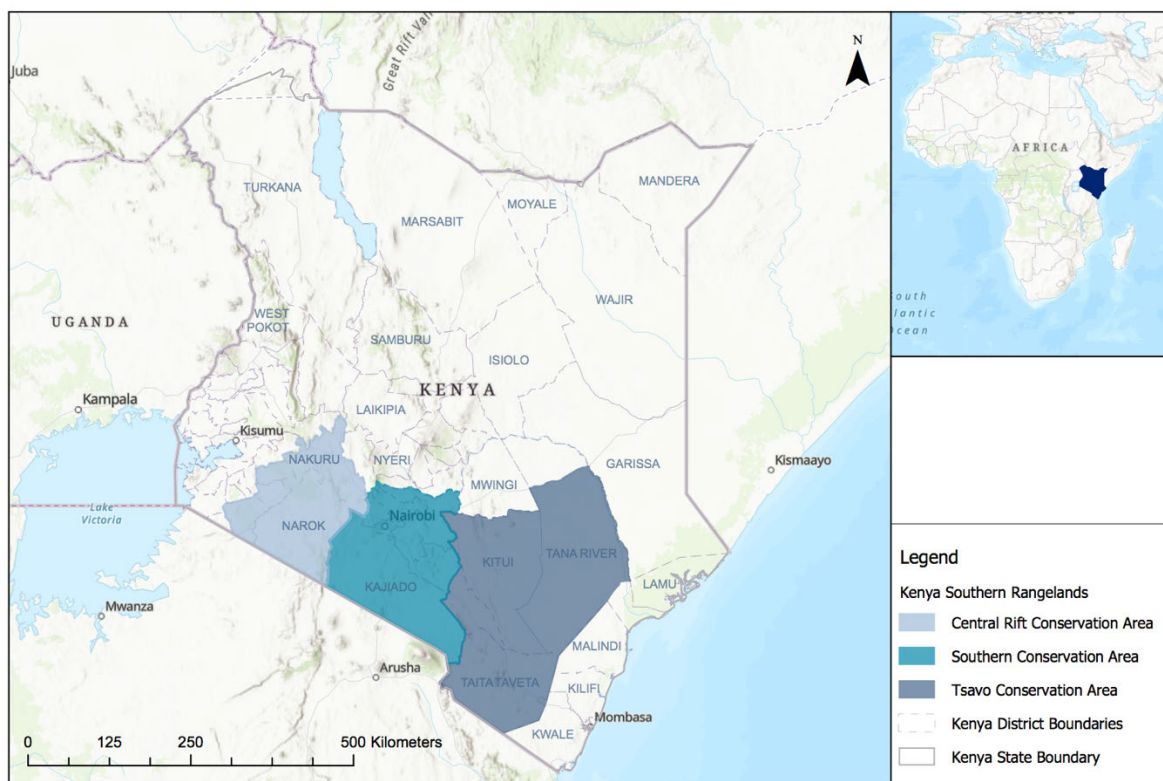 Juba
Great Rift Val
N
TURKANA
MANDERA
MOYALE
MARSABIT
WAJIR
WEST
POKOT
UGANDA
SAMBURU
ISIOLO
KENYA
Kampala
LAIKIPIA
Kisumu
NAKURU
NYERI
GARISSA
Kismaayo
MWINGI
Lake
Victoria
NAROK
Nairobi
KITUI
TANA RIVER
KAJIADO
LAMU
Mwanza
MALINDI
Arusha
TAITA TAVETA
KILIFI
Mombasa
KWALE
0 125 250 500 Kilometers
AFRICA
South
lantic
Ocean
Legend
Kenya Southern Rangelands
Central Rift Conservation Area
Southern Conservation Area
Tsavo Conservation Area
Kenya District Boundaries
Kenya State Boundary